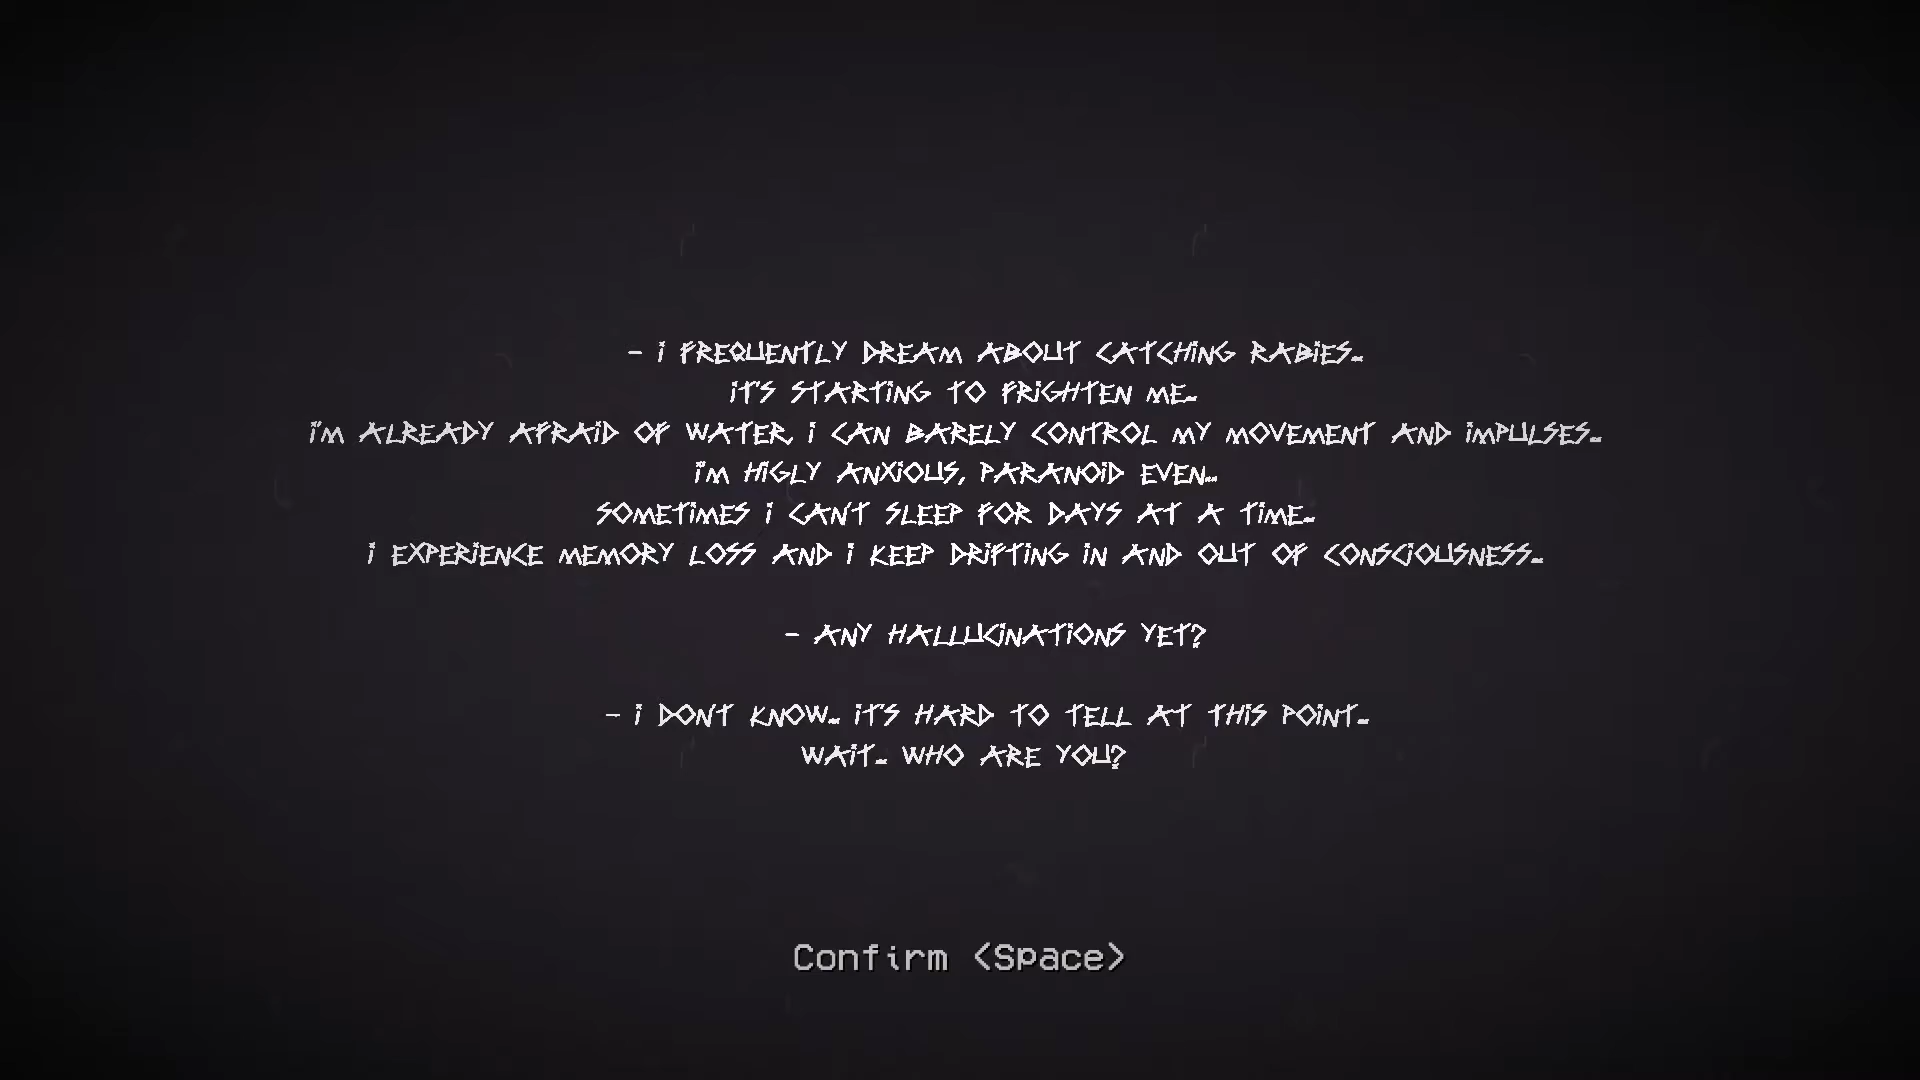 - I FREQUENTLY DREAM ABOUT CATCHING RABIES...
IT'S STARTING TO FRIGHTEN ME...
I'M ALREADY AFRAID OF WATER, I CAN BARELY CONTROL MY MOVEMENT AND IMPULSES...
I'M HIGLY ANXIOUS, PARANOID EVEN...
SOMETIMES I CAN'T SLEEP FOR DAYS AT A TIME...
I EXPERIENCE MEMORY LOSS AND I KEEP DRIFTING IN AND OUT OF CONSCIOUSNESS...
- ANY HALLUCINATIONS YET?
- I DON'T KNOW... IT'S HARD TO TELL AT THIS POINT...
WAIT... WHO ARE YOU?
Confirm <Space>